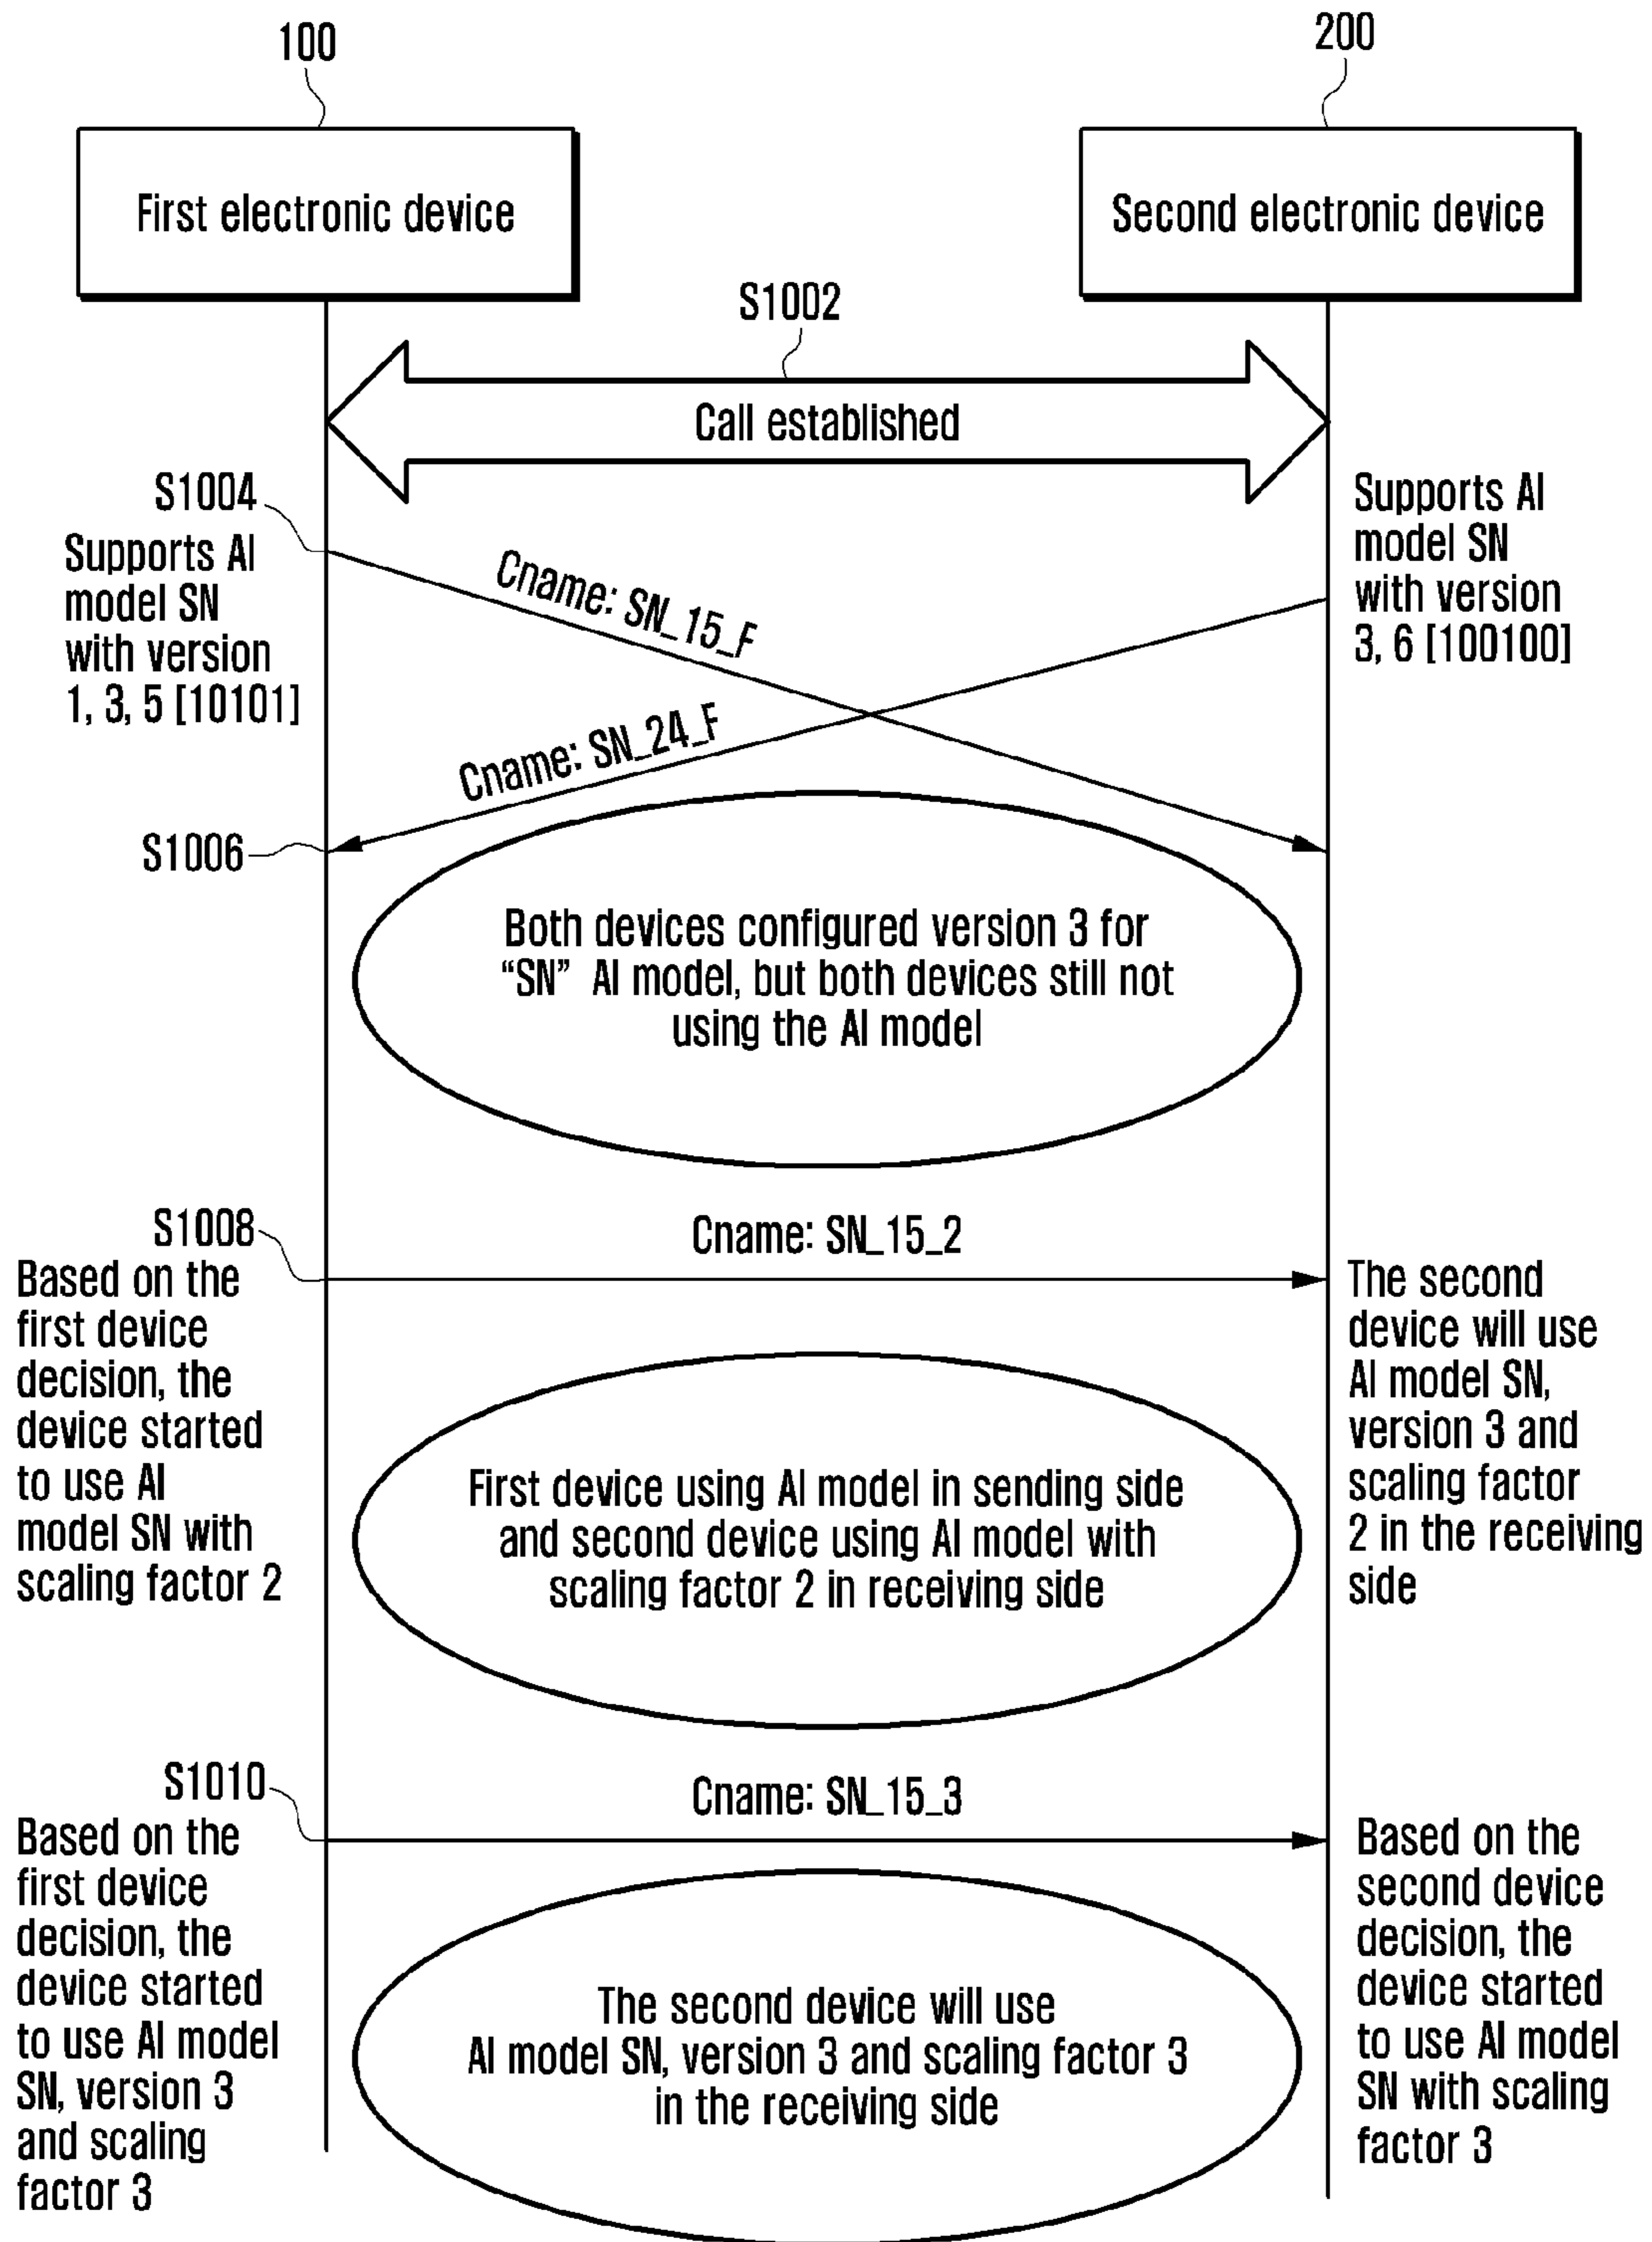 100
200
First electronic device
Second electronic device
S1002
Call established
S1004
Supports AI
model SN
with version
1, 3, 5 [10101]
Supports AI
model SN
with version
3, 6 [100100]
Cname: SN_15_F
Cname: SN_24_F
S1006
Both devices configured version 3 for
“SN” AI model, but both devices still not
using the AI model
S1008
Cname: SN_15_2
Based on the
first device
decision, the
device started
to use AI
model SN with
scaling factor 2
The second
device will use
AI model SN,
version 3 and
scaling factor
2 in the receiving
side
First device using AI model in sending side
and second device using AI model with
scaling factor 2 in receiving side
S1010
Cname: SN_15_3
Based on the
first device
decision, the
device started
to use AI model
SN, version 3
and scaling
factor 3
Based on the
second device
decision, the
device started
to use AI model
SN with scaling
factor 3
The second device will use
AI model SN, version 3 and scaling factor 3
in the receiving side